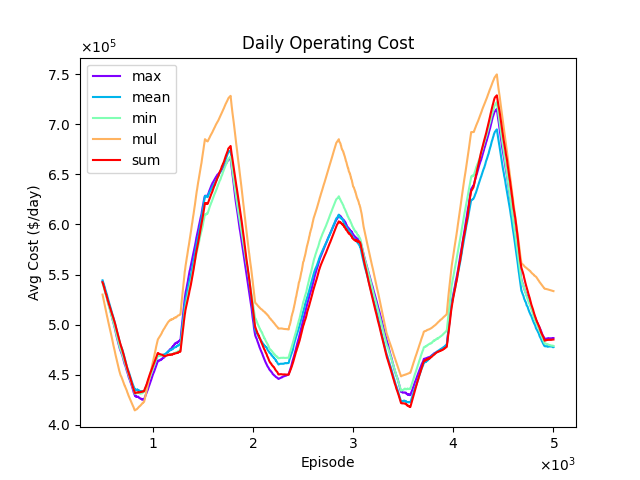 Daily Operating Cost
×10^5
7.5
7.0
6.5
6.0
5.5
5.0
4.5
4.0
Avg Cost ($/day)
max
mean
min
mul
sum
1 2 3 4 5
Episode
×10^3